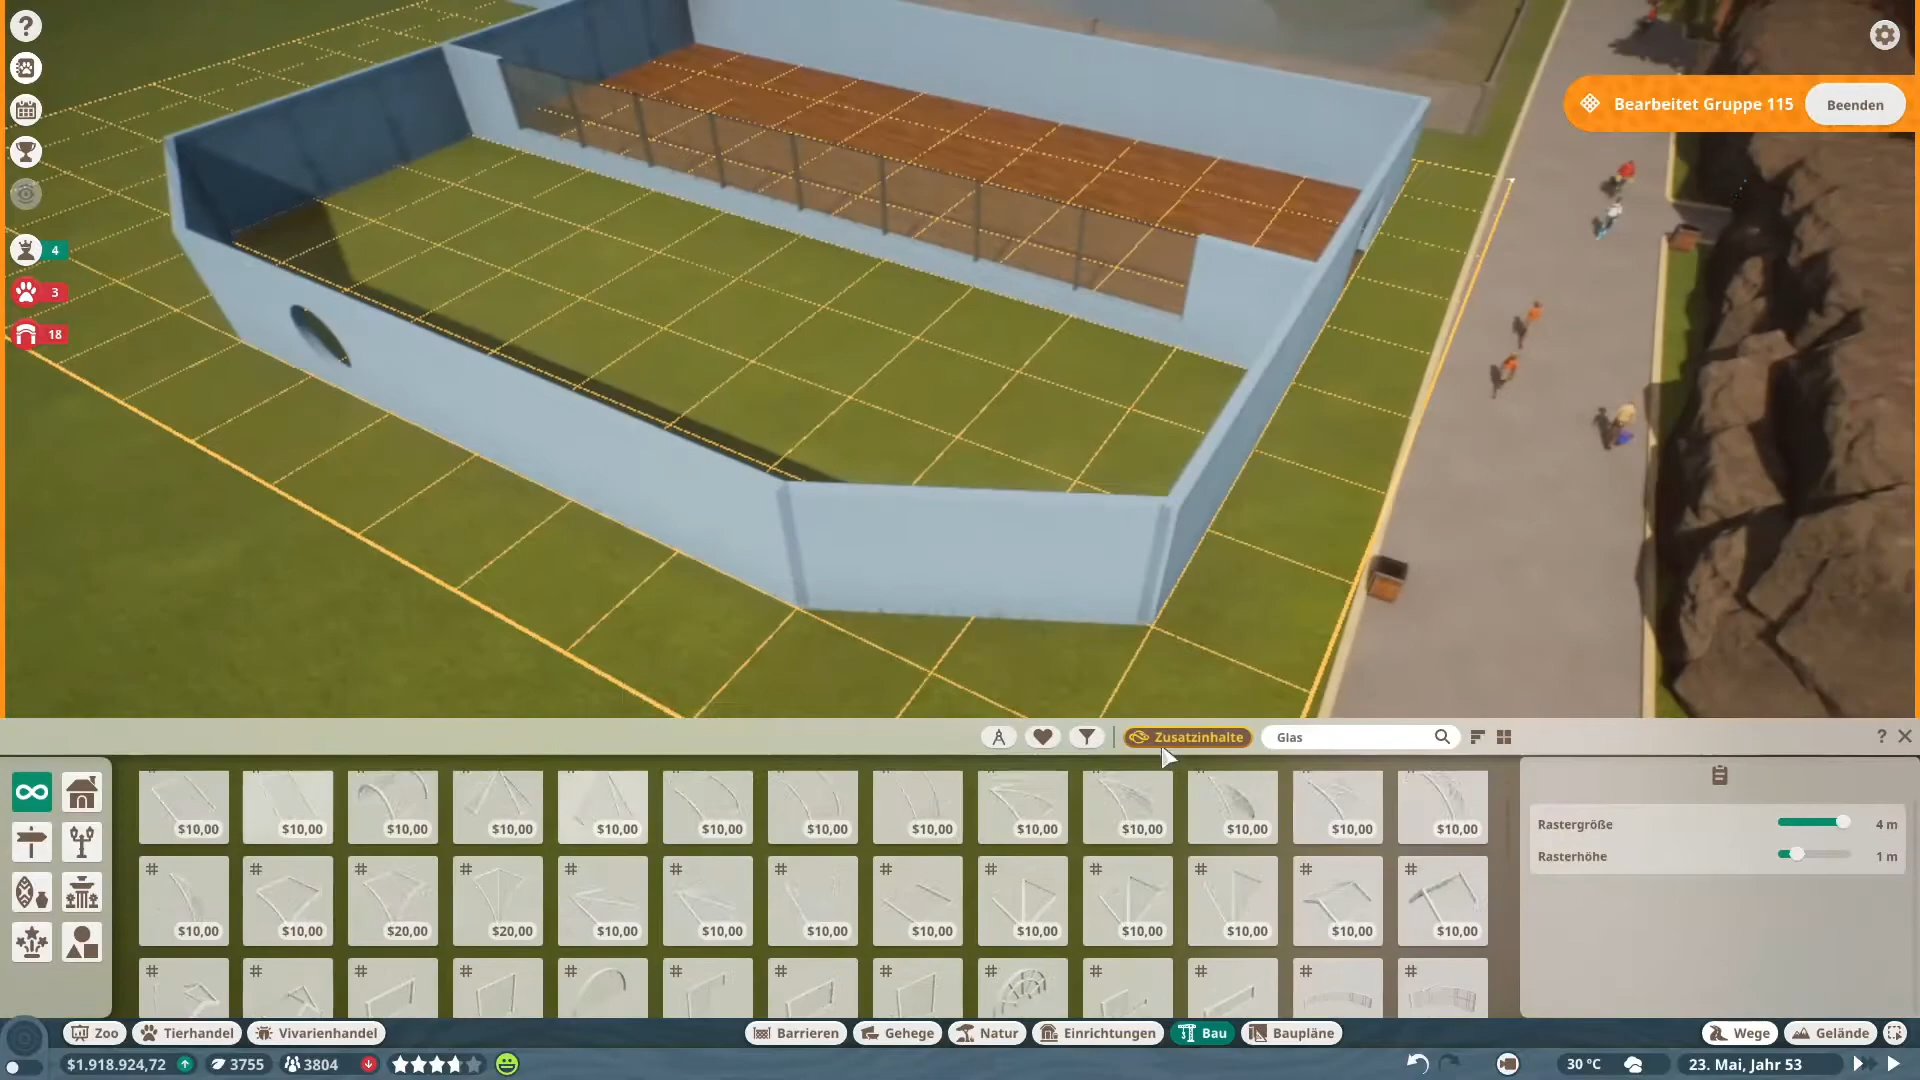 ?
Bearbeitet Gruppe 115
Beenden
4
3
18
Zusatzinhalte
Glas
?
$10,00 $10,00 $10,00 $10,00 $10,00 $10,00 $10,00 $10,00 $10,00 $10,00 $10,00 $10,00 $10,00
Rastergröße 4 m
Rasterhöhe 1 m
# # # # # # # # # # # # #
$10,00 $10,00 $20,00 $20,00 $10,00 $10,00 $10,00 $10,00 $10,00 $10,00 $10,00 $10,00 $10,00
# # # # # # # # # # # # #
Zoo Tierhandel Vivarienhandel Barrieren Gehege Natur Einrichtungen Bau Baupläne Wege Gelände
$1.918.924,72 3755 3804 30 °C 23. Mai, Jahr 53